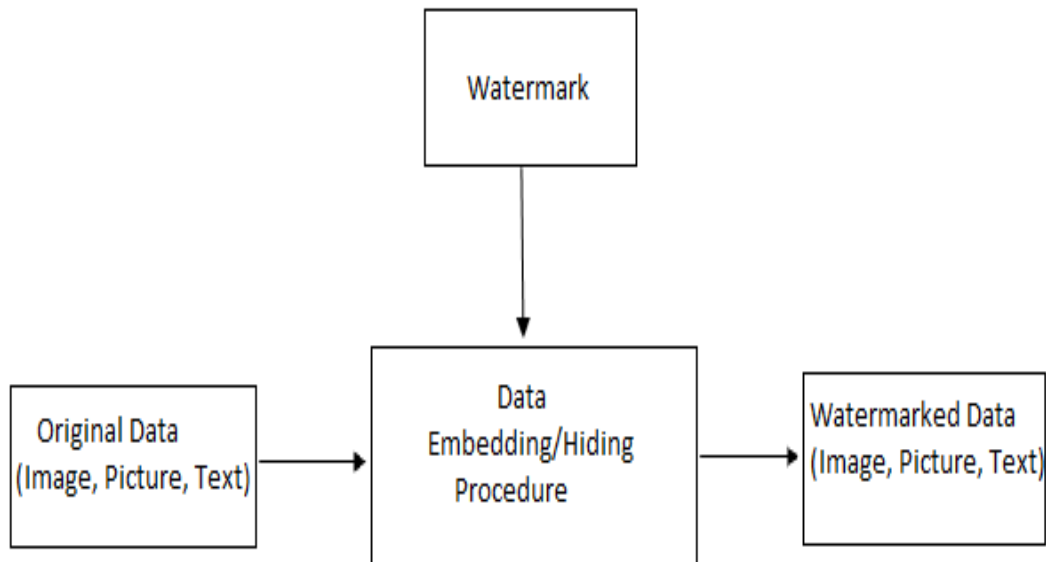 Watermark
Original Data
(Image, Picture, Text)
Data
Embedding/Hiding
Procedure
Watermarked Data
(Image, Picture, Text)